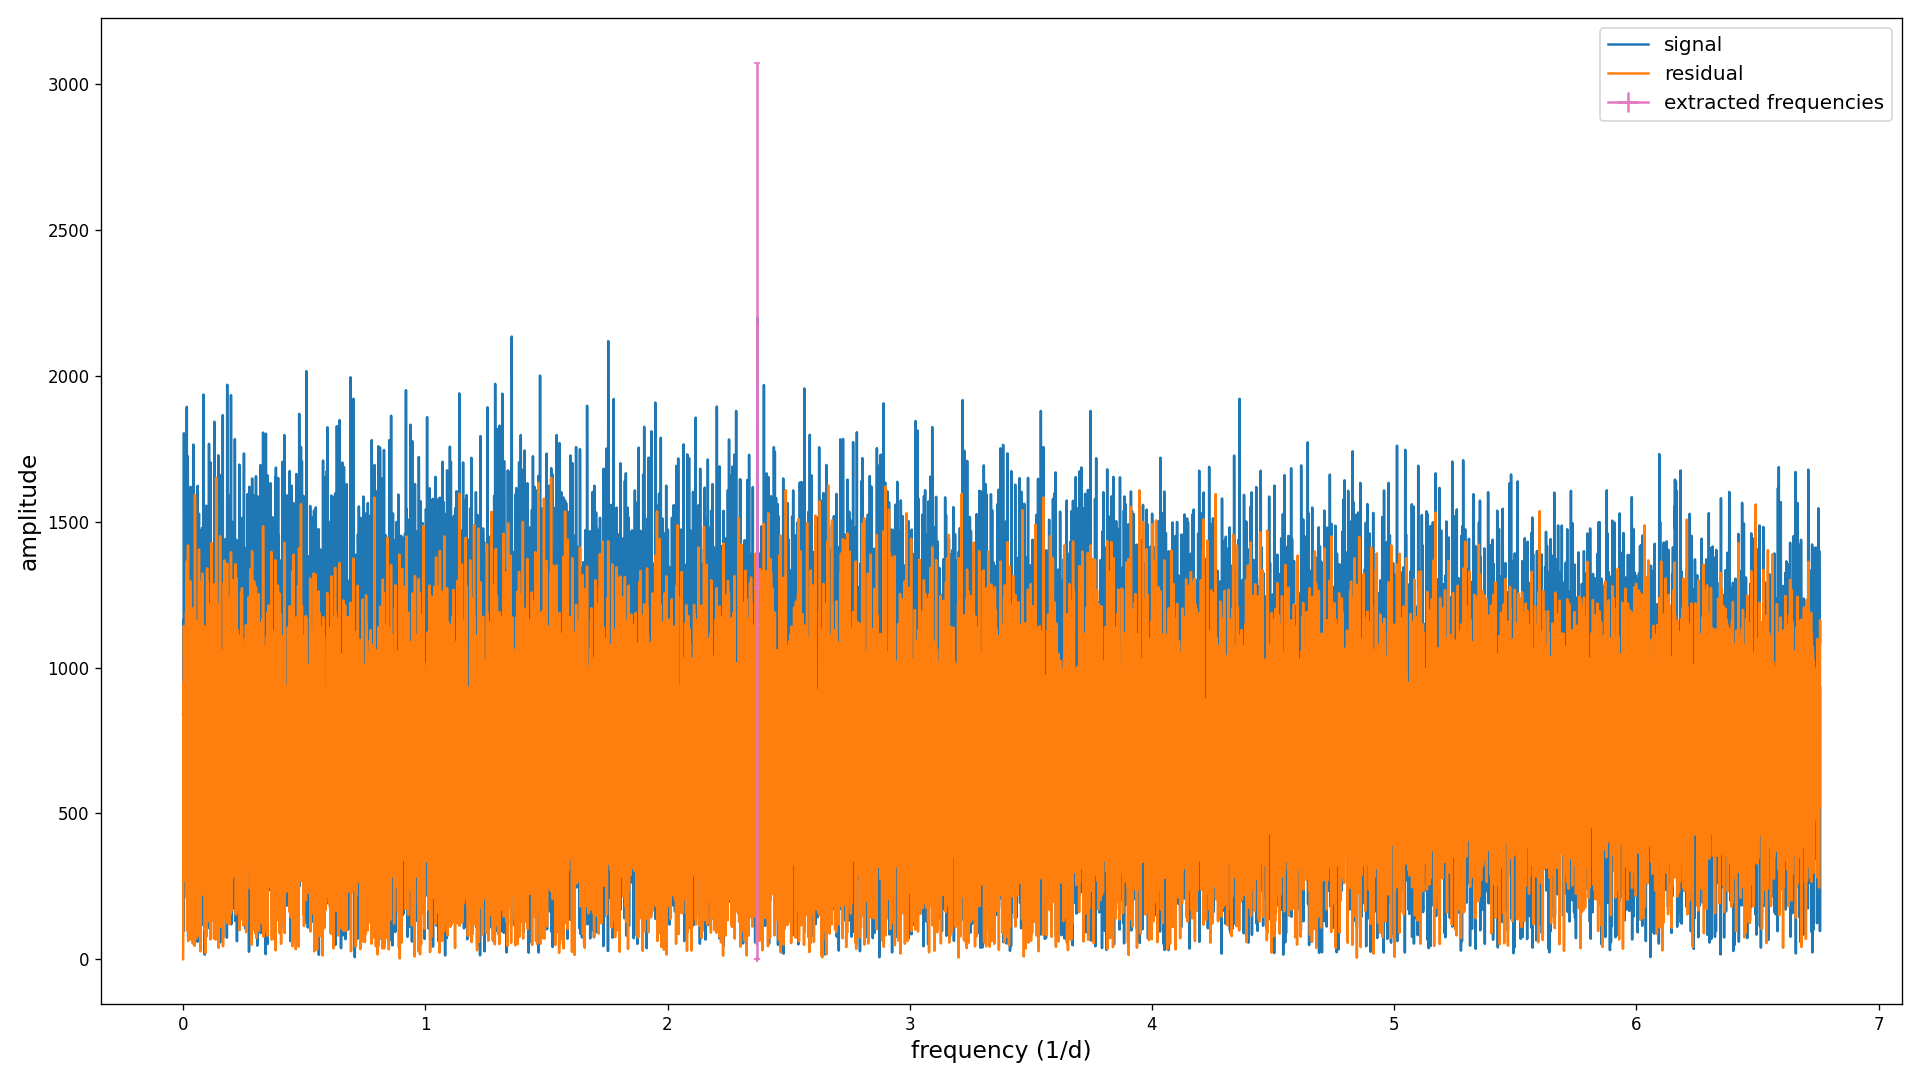 signal
residual
extracted frequencies
3000
2500
2000
1500
1000
500
0
amplitude
0 1 2 3 4 5 6 7
frequency (1/d)